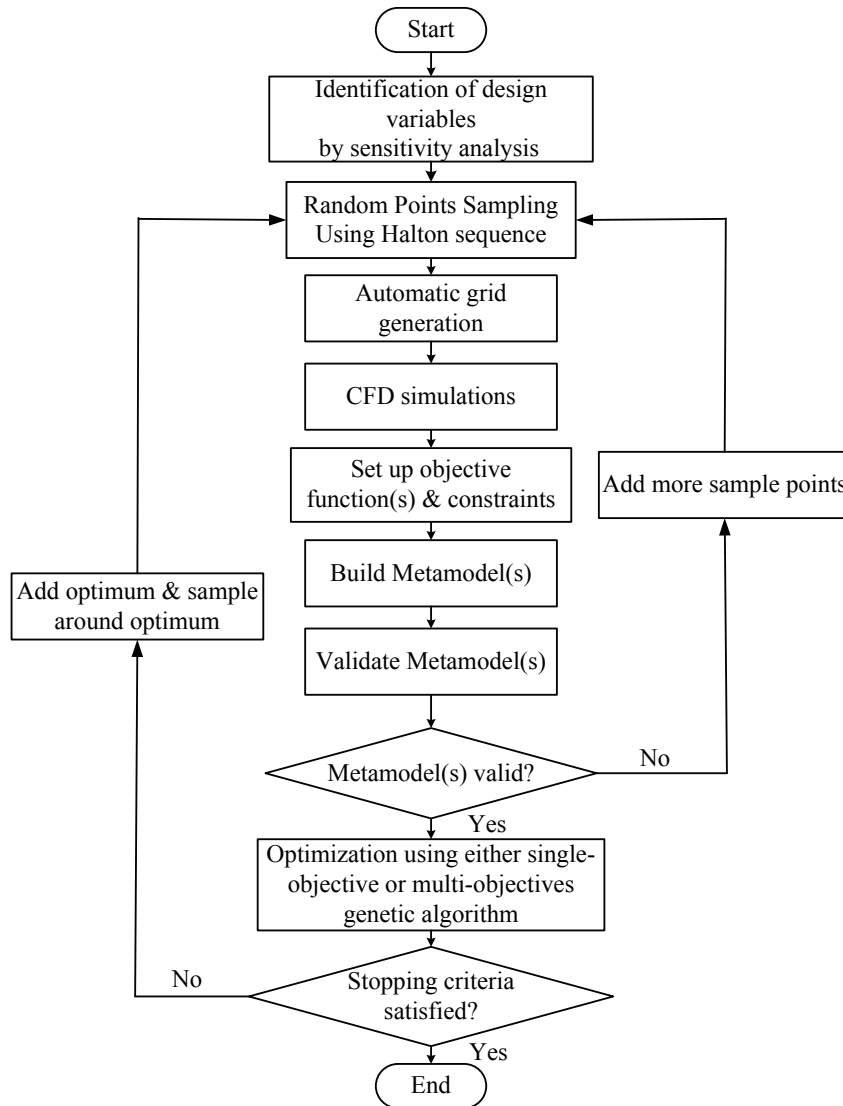 Start
Identification of design
variables
by sensitivity analysis
Random Points Sampling
Using Halton sequence
Automatic grid
generation
CFD simulations
Set up objective
function(s) & constraints
Add more sample points
Build Metamodel(s)
Add optimum & sample
around optimum
Validate Metamodel(s)
Metamodel(s) valid?
No
Yes
Optimization using either single-
objective or multi-objectives
genetic algorithm
No
Stopping criteria
satisfied?
Yes
End